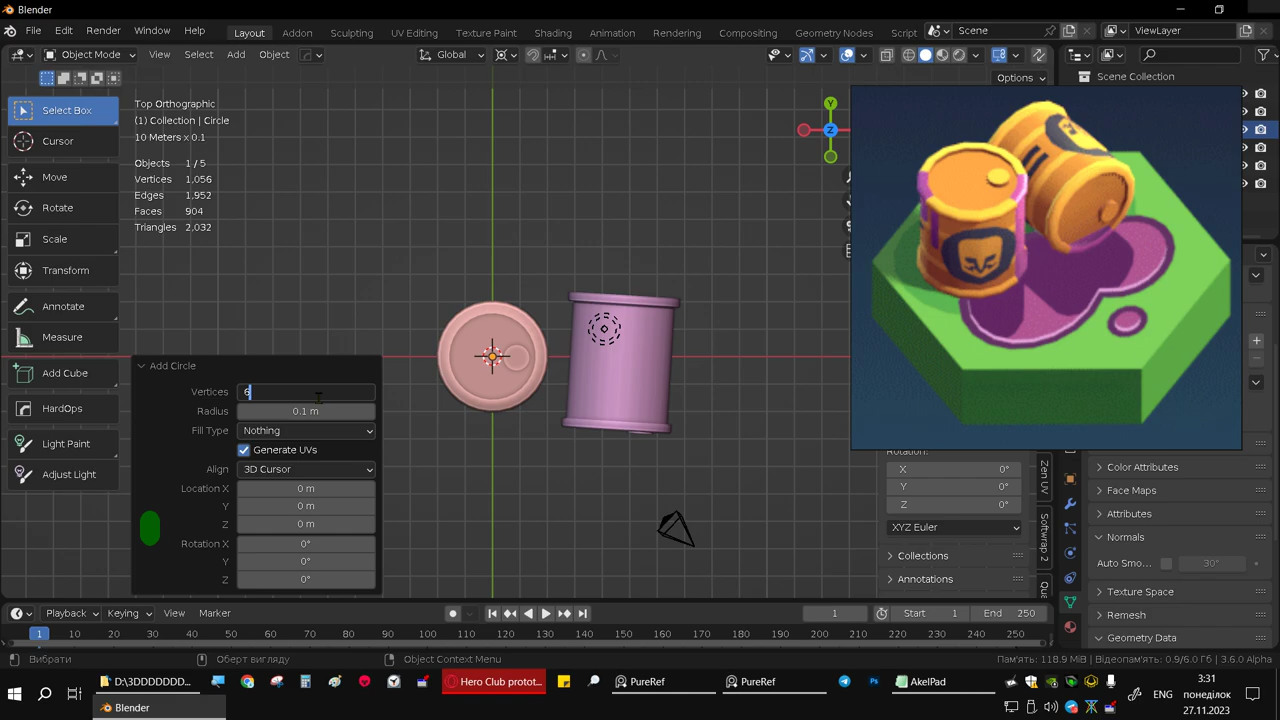 Blender
File Edit Render Window Help Layout Addon Sculpting UV Editing Texture Paint Shading Animation Rendering Compositing Geometry Nodes Script Scene ViewLayer
Object Mode View Select Add Object Global
Options
Scene Collection
Select Box
Cursor
Move
Rotate
Scale
Transform
Annotate
Measure
Add Cube
HardOps
Light Paint
Adjust Light
Top Orthographic
(1) Collection | Circle
10 Meters x 0.1
Objects 1 / 5
Vertices 1,056
Edges 1,952
Faces 904
Triangles 2,032
Y
Z
Add Circle
Vertices 6
Radius 0.1 m
Fill Type Nothing
Generate UVs
Align 3D Cursor
Location X 0 m
Y 0 m
Z 0 m
Rotation X 0°
Y 0°
Z 0°
Rotation:
X 0°
Y 0°
Z 0°
XYZ Euler
Collections
Annotations
Zen UV
Softwrap 2
Color Attributes
Face Maps
Attributes
Normals
Auto Smo... 30°
Texture Space
Remesh
Geometry Data
Playback Keying View Marker 1 Start 1 End 250
1 10 20 30 40 50 60 70 80 90 100 110 120 130 140 150 160 170 180 190 200 210 220 230 240 250
Вибрати Оберт вигляду Object Context Menu Пам'ять: 118.9 MiB | Відеопам'ять: 0.9/6.0 Гіб | 3.6.0 Alpha
D:\3DDDDDD... Hero Club protot... PureRef PureRef AkelPad 3:31
ENG понеділок
Blender 27.11.2023